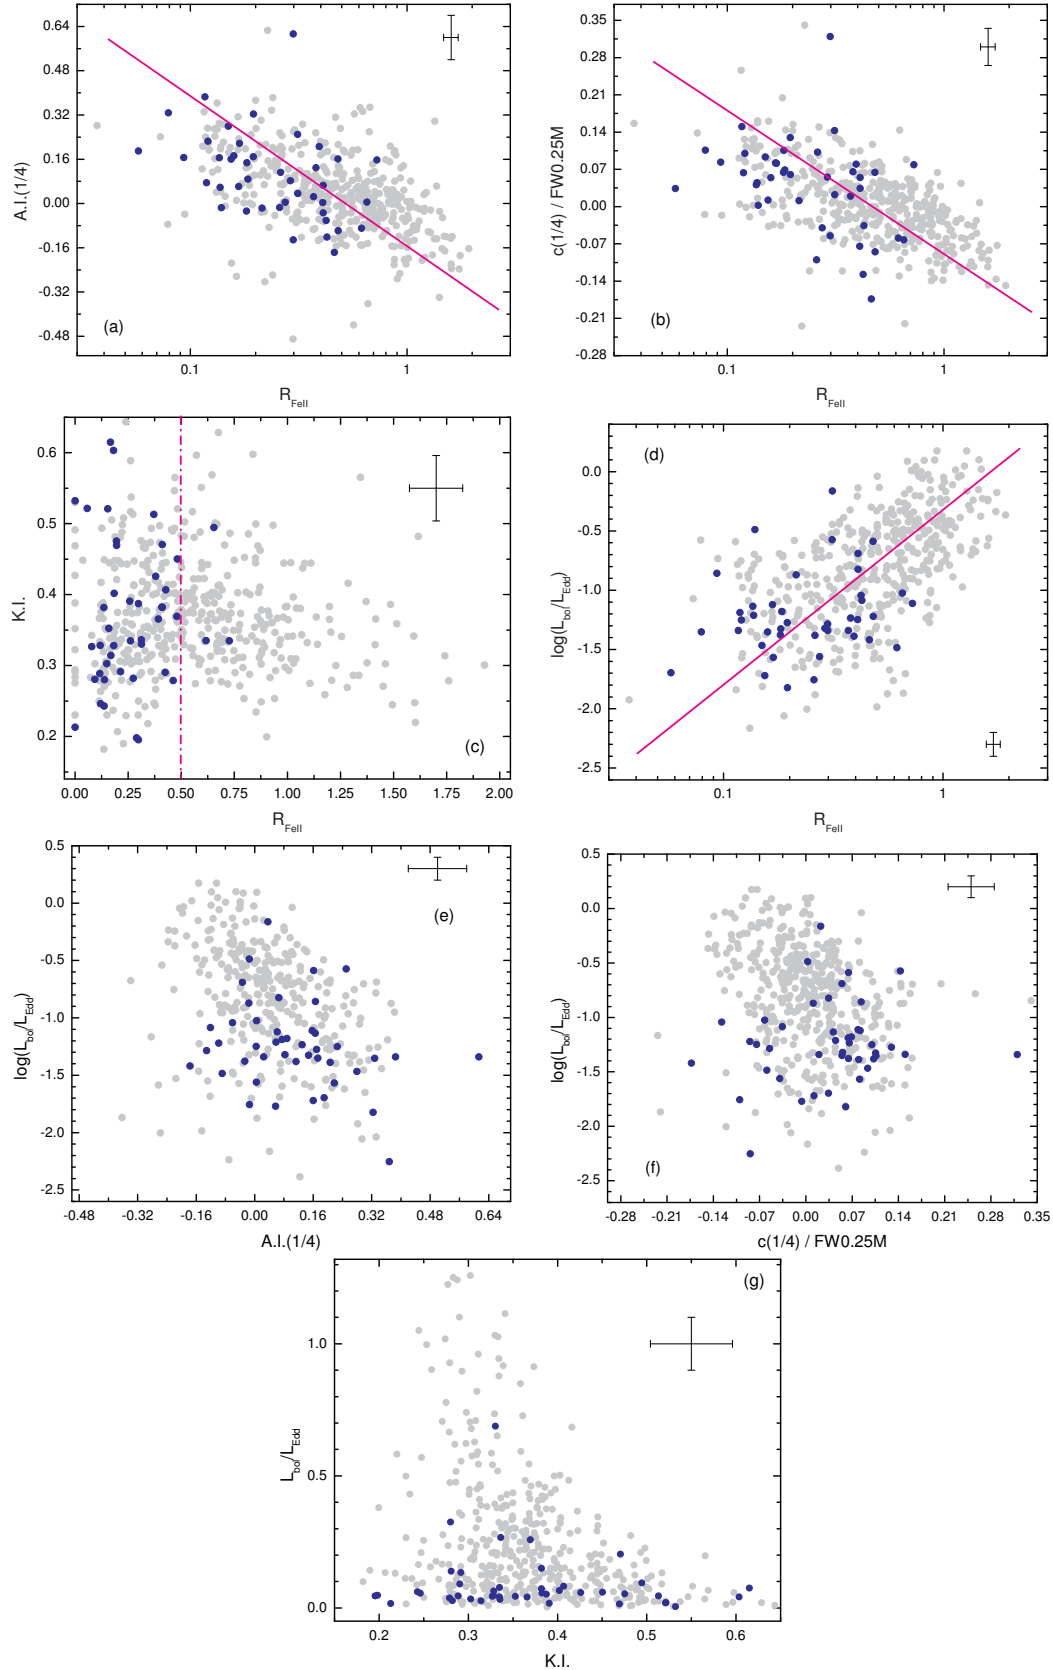 0.64
0.48
0.32
0.16
0.00
-0.16
-0.32
-0.48
A.I.(1/4)
(a)
0.1
1
R_FeII
0.35
0.28
0.21
0.14
0.07
0.00
-0.07
-0.14
-0.21
-0.28
c(1/4) / FW0.25M
(b)
0.1
1
R_FeII
0.6
0.5
0.4
0.3
0.2
K.I.
(c)
0.00 0.25 0.50 0.75 1.00 1.25 1.50 1.75 2.00
R_FeII
(d)
0.0
-0.5
-1.0
-1.5
-2.0
-2.5
log(L_bol/L_Edd)
0.1
1
R_FeII
0.5
0.0
-0.5
-1.0
-1.5
-2.0
-2.5
log(L_bol/L_Edd)
(e)
-0.48 -0.32 -0.16 0.00 0.16 0.32 0.48 0.64
A.I.(1/4)
0.5
0.0
-0.5
-1.0
-1.5
-2.0
-2.5
log(L_bol/L_Edd)
(f)
-0.28 -0.21 -0.14 -0.07 0.00 0.07 0.14 0.21 0.28 0.35
c(1/4) / FW0.25M
(g)
1.0
0.5
0.0
L_bol/L_Edd
0.2 0.3 0.4 0.5 0.6
K.I.